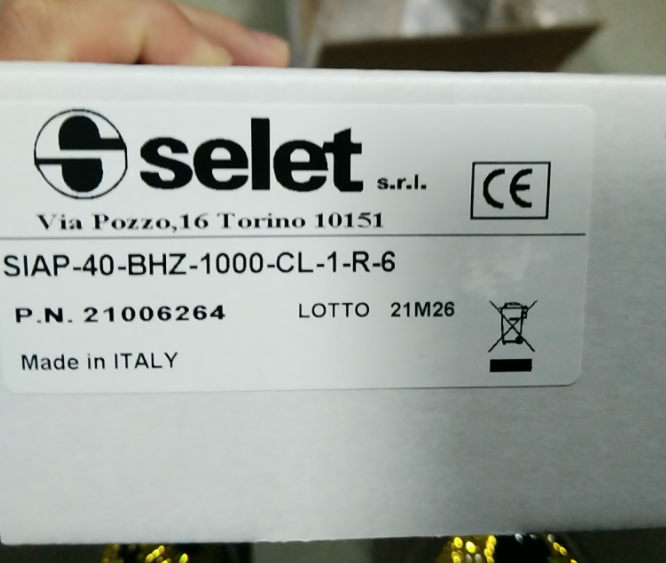 selet s.r.l.
CE
Via Pozzo,16 Torino 10151
SIAP-40-BHZ-1000-CL-1-R-6
P.N. 21006264 LOTTO 21M26
Made in ITALY